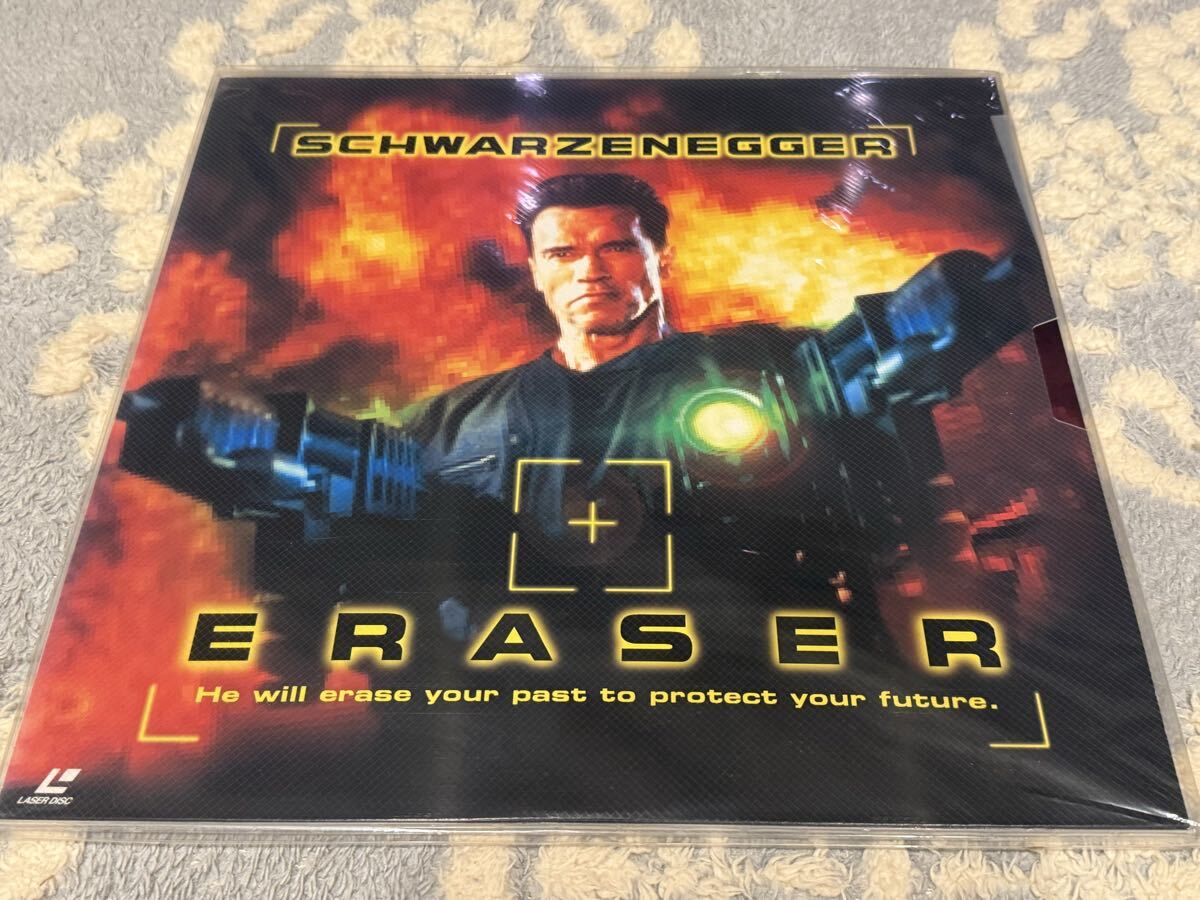 SCHWARZENEGGER
ERASER
He will erase your past to protect your future.
LASER DISC